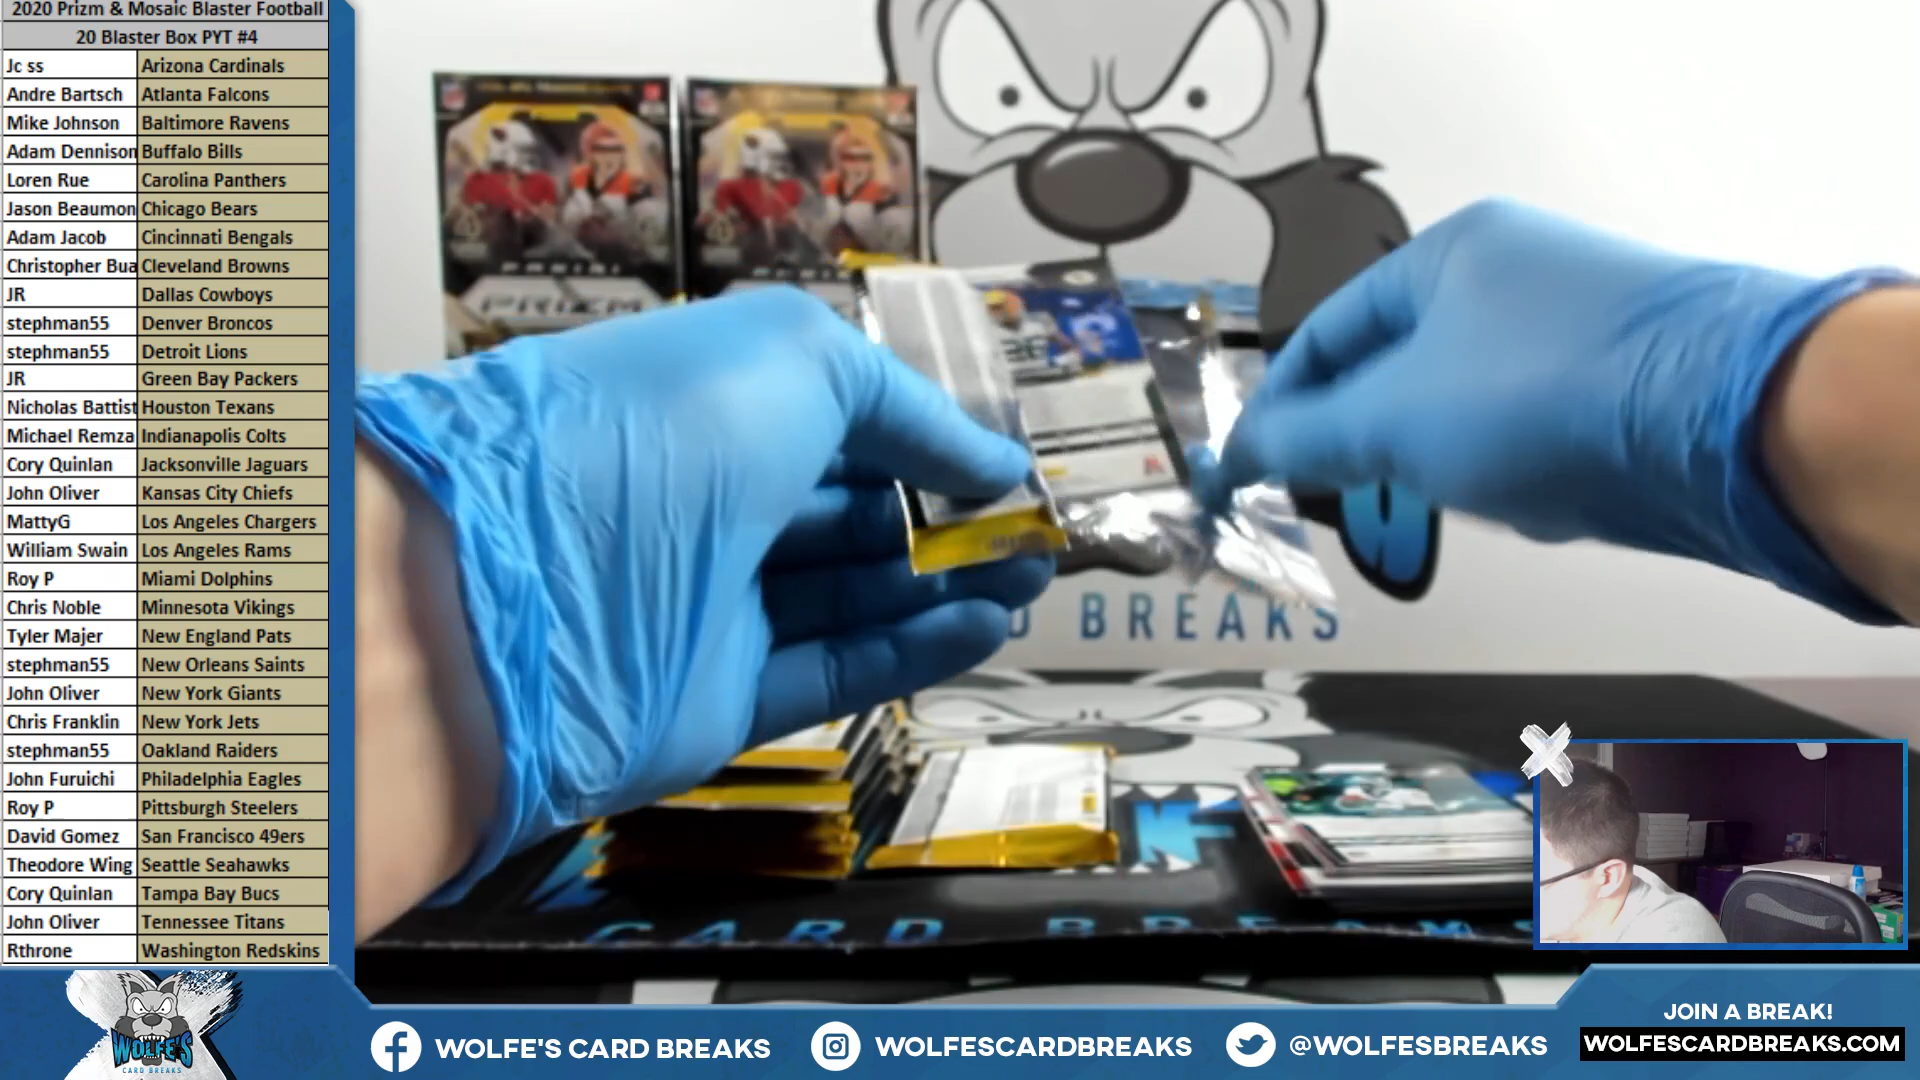 2020 Prizm & Mosaic Blaster Football
20 Blaster Box PYT #4
Jc ss Arizona Cardinals
Andre Bartsch Atlanta Falcons
Mike Johnson Baltimore Ravens
Adam Dennison Buffalo Bills
Loren Rue Carolina Panthers
Jason Beaumon Chicago Bears
Adam Jacob Cincinnati Bengals
Christopher Bua Cleveland Browns
JR Dallas Cowboys
stephman55 Denver Broncos
stephman55 Detroit Lions
JR Green Bay Packers
Nicholas Battist Houston Texans
Michael Remza Indianapolis Colts
Cory Quinlan Jacksonville Jaguars
John Oliver Kansas City Chiefs
MattyG Los Angeles Chargers
William Swain Los Angeles Rams
Roy P Miami Dolphins
Chris Noble Minnesota Vikings
Tyler Majer New England Pats
stephman55 New Orleans Saints
John Oliver New York Giants
Chris Franklin New York Jets
stephman55 Oakland Raiders
John Furuichi Philadelphia Eagles
Roy P Pittsburgh Steelers
David Gomez San Francisco 49ers
Theodore Wing Seattle Seahawks
Cory Quinlan Tampa Bay Bucs
John Oliver Tennessee Titans
Rthrone Washington Redskins
PANINI
PRIZM
D BREAKS
CARD BREAKS
WOLFE'S
CARD BREAKS
WOLFE'S CARD BREAKS
WOLFESCARDBREAKS
@WOLFESBREAKS
JOIN A BREAK!
WOLFESCARDBREAKS.COM